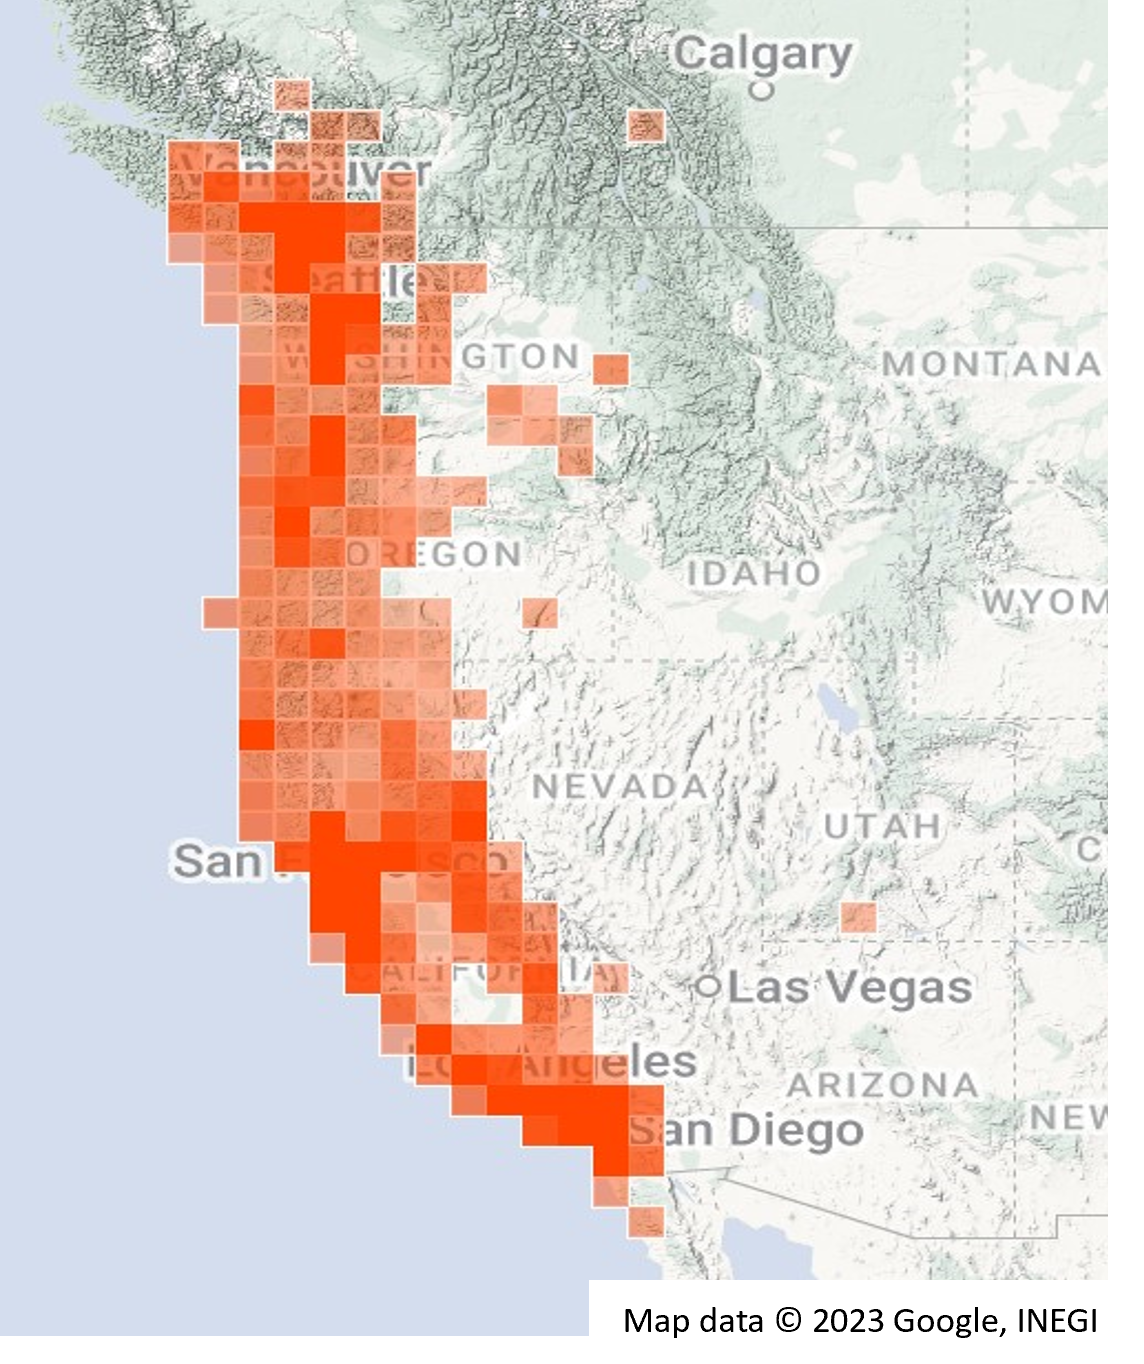 Calgary
Vancouver
Seattle
WASHINGTON
MONTANA
OREGON
IDAHO
WYOM
NEVADA
UTAH
C
San Francisco
CALIFORNIA
Las Vegas
Los Angeles
ARIZONA
NEW
San Diego
Map data © 2023 Google, INEGI